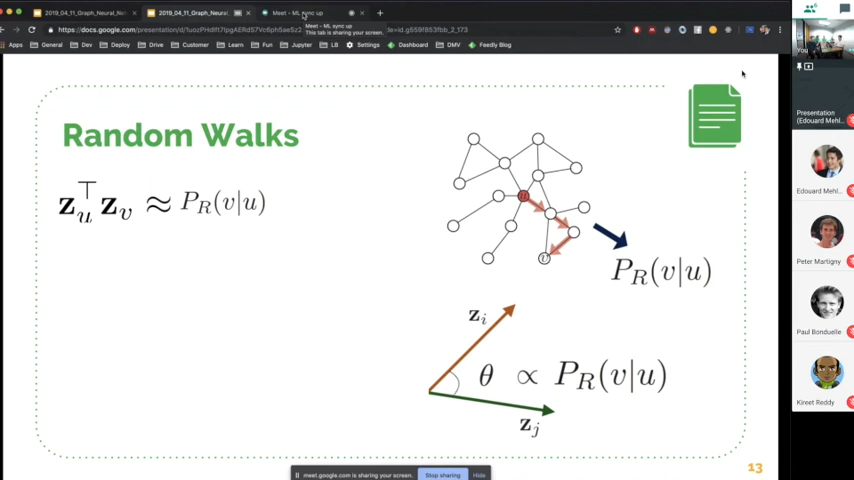 2019_04_11_Graph_Neural_N
2019_04_11_Graph_Neural
Meet - ML sync up
Meet - ML sync up
This tab is sharing your screen.
https://docs.google.com/presentation/d/
Apps General Dev Deploy Drive Customer Learn Fun Jupyter LB Settings Dashboard DMV Feedly Blog
You
Presentation
(Edouard Mehl...
Edouard Mehl...
Peter Martigny
Paul Bonduelle
Kireet Reddy
Random Walks
z_u^⊤ z_v ≈ P_R(v|u)
u
v
P_R(v|u)
z_i
θ ∝ P_R(v|u)
z_j
13
meet.google.com is sharing your screen. Stop sharing Hide